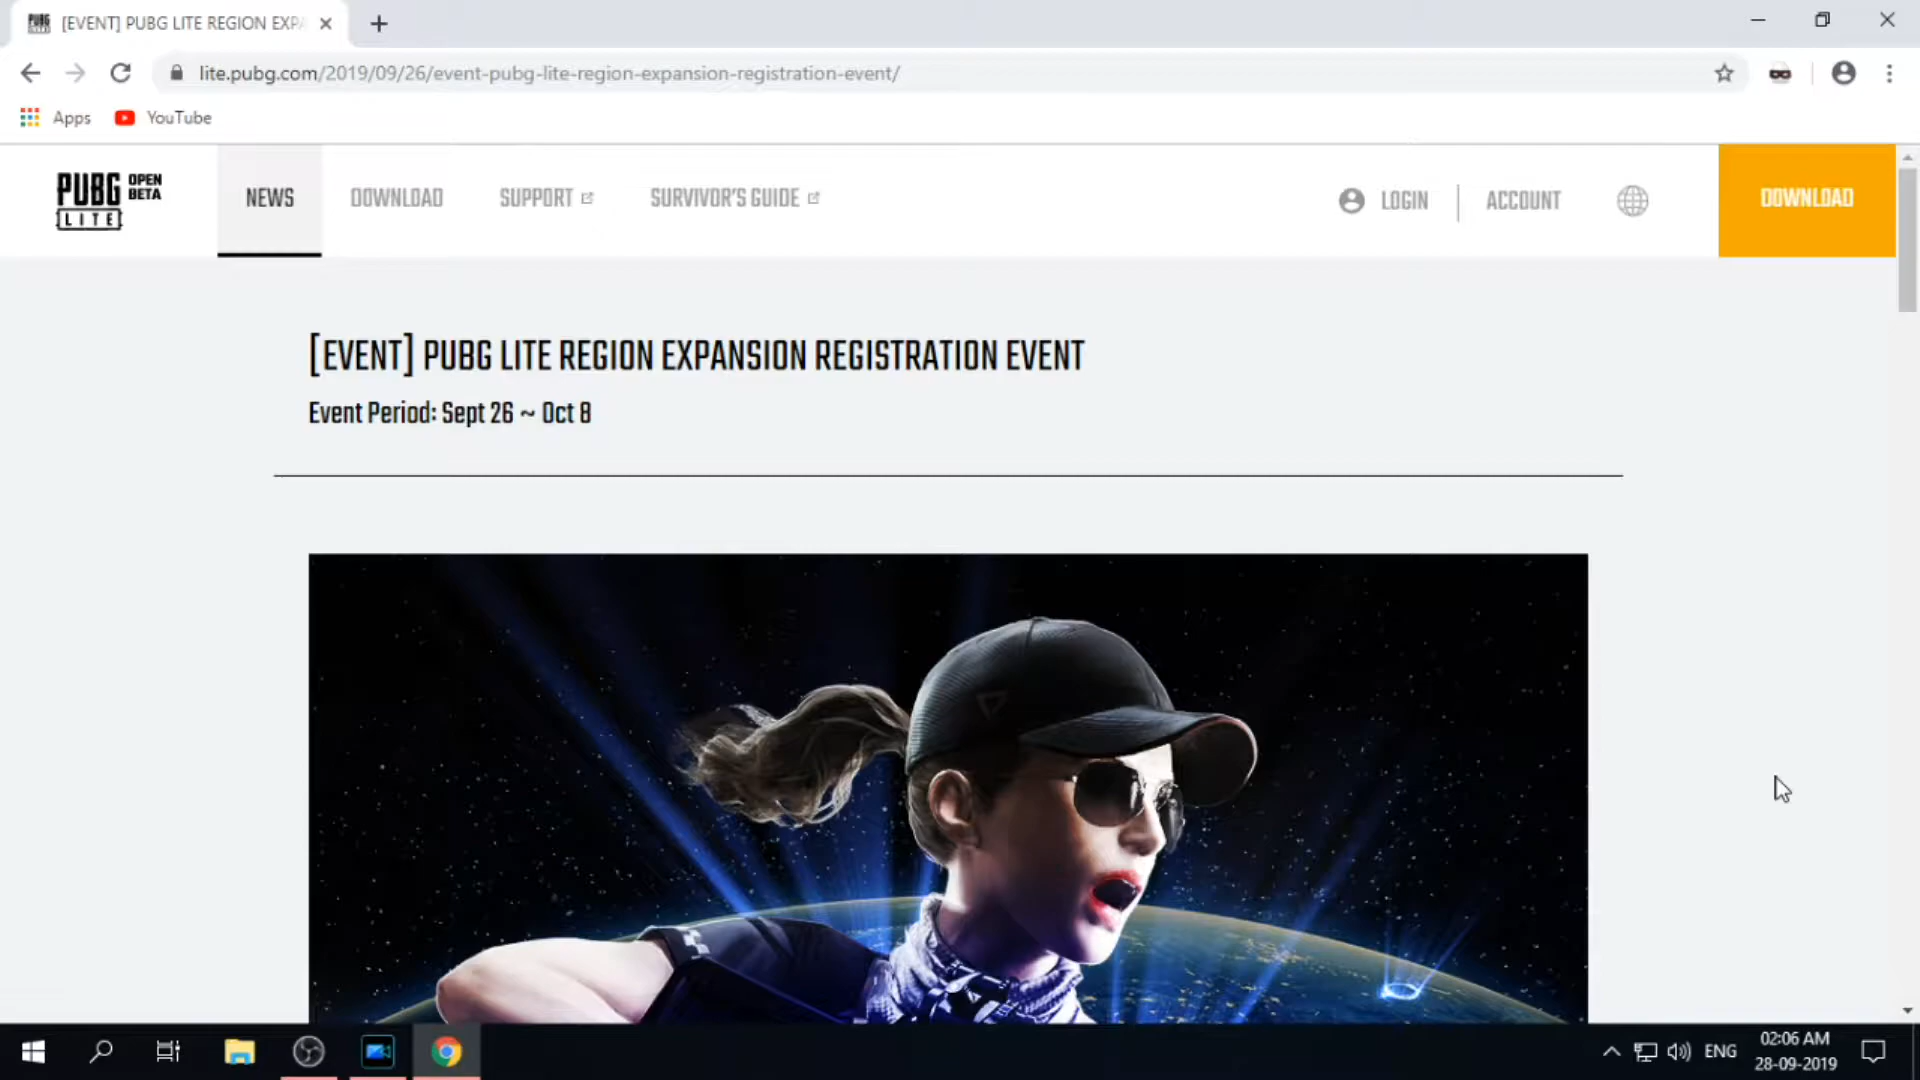 [EVENT] PUBG LITE REGION EXPA
lite.pubg.com/2019/09/26/event-pubg-lite-region-expansion-registration-event/
Apps YouTube
PUBG LITE OPEN BETA
NEWS DOWNLOAD SUPPORT SURVIVOR'S GUIDE LOGIN ACCOUNT DOWNLOAD
[EVENT] PUBG LITE REGION EXPANSION REGISTRATION EVENT
Event Period: Sept 26 ~ Oct 8
ENG 02:06 AM
28-09-2019